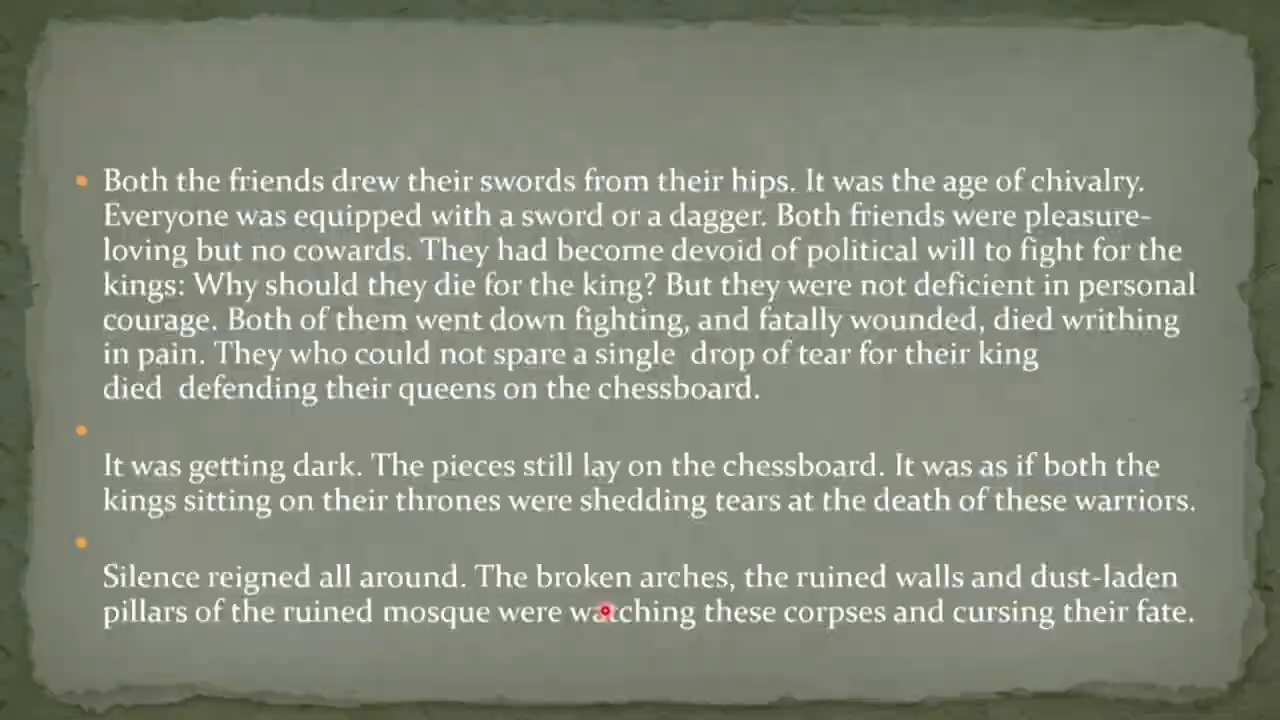 Both the friends drew their swords from their hips. It was the age of chivalry.
Everyone was equipped with a sword or a dagger. Both friends were pleasure-
loving but no cowards. They had become devoid of political will to fight for the
kings: Why should they die for the king? But they were not deficient in personal
courage. Both of them went down fighting, and fatally wounded, died writhing
in pain. They who could not spare a single  drop of tear for their king
died  defending their queens on the chessboard.
It was getting dark. The pieces still lay on the chessboard. It was as if both the
kings sitting on their thrones were shedding tears at the death of these warriors.
Silence reigned all around. The broken arches, the ruined walls and dust-laden
pillars of the ruined mosque were watching these corpses and cursing their fate.